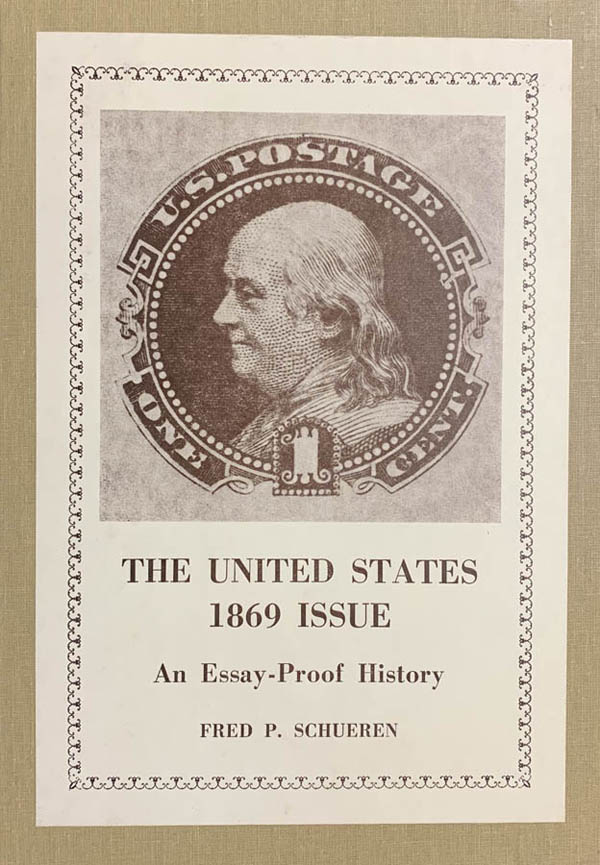 U.S. POSTAGE
ONE
1
CENT.
THE UNITED STATES
1869 ISSUE
An Essay-Proof History
FRED P. SCHUEREN